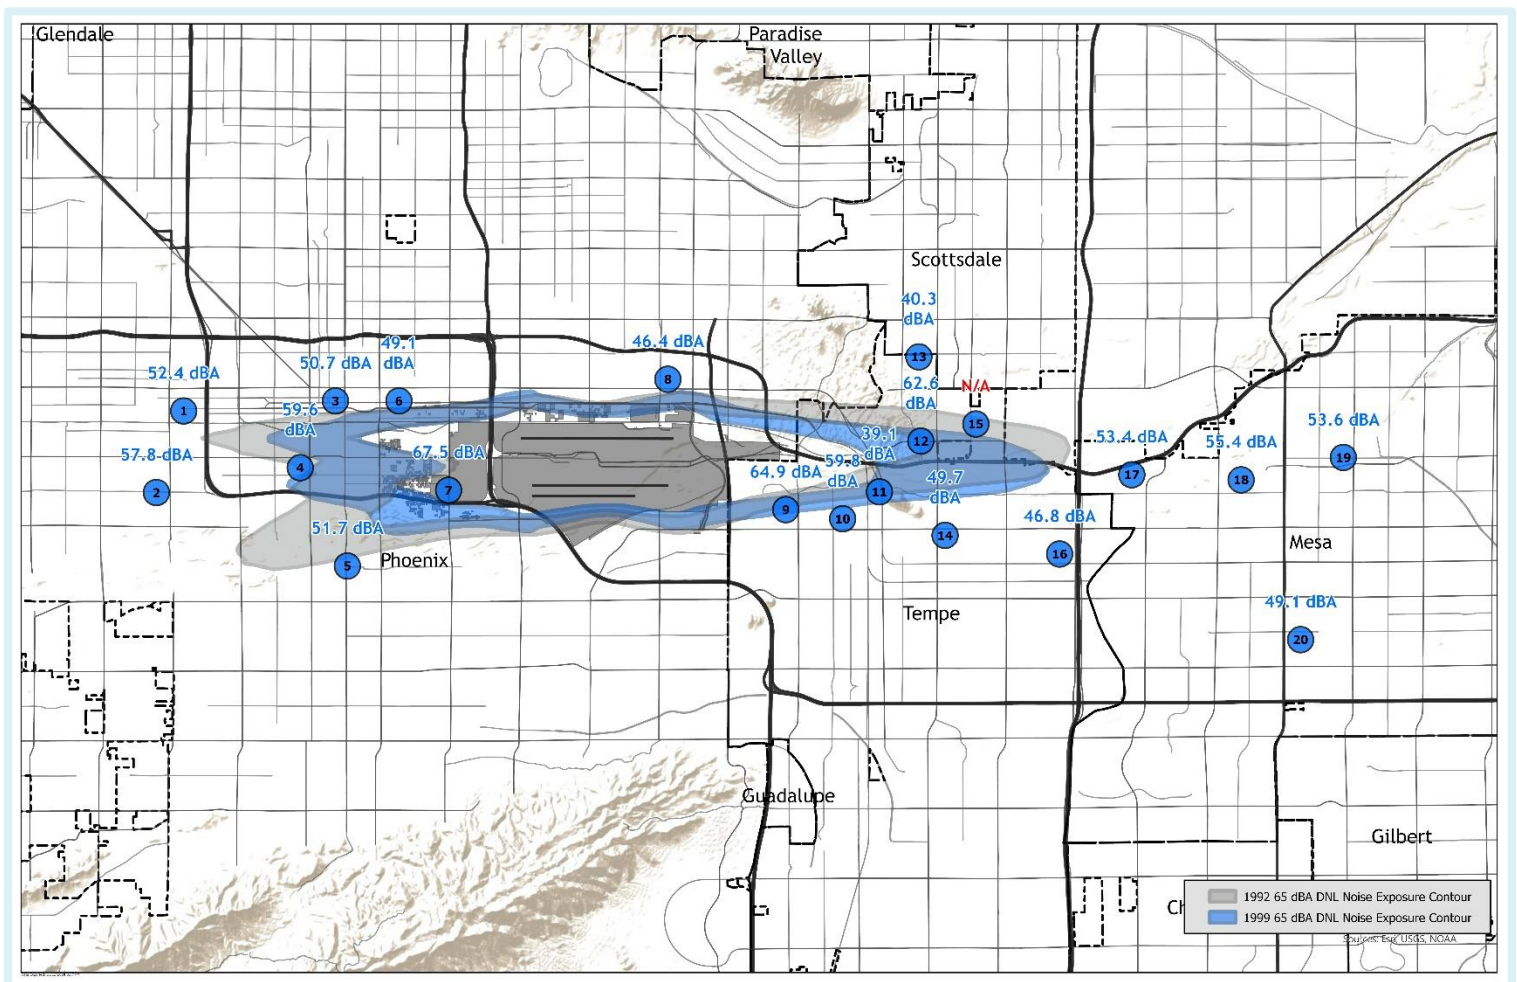 Glendale
Paradise
Valley
Scottsdale
40.3
dBA
13
49.1
dBA
46.4 dBA
8
50.7 dBA
52.4 dBA
62.6
dBA
N/A
1
3
6
59.6
dBA
15
12
53.6 dBA
39.1
dBA
53.4 dBA
55.4 dBA
57.8 dBA
67.5 dBA
59.8
dBA
64.9 dBA
19
4
17
18
49.7
dBA
2
7
11
9
10
51.7 dBA
46.8 dBA
14
16
Mesa
5
Phoenix
49.1 dBA
Tempe
20
Guadalupe
Gilbert
1992 65 dBA DNL Noise Exposure Contour
Ch
1999 65 dBA DNL Noise Exposure Contour
Sources: Esri, USGS, NOAA